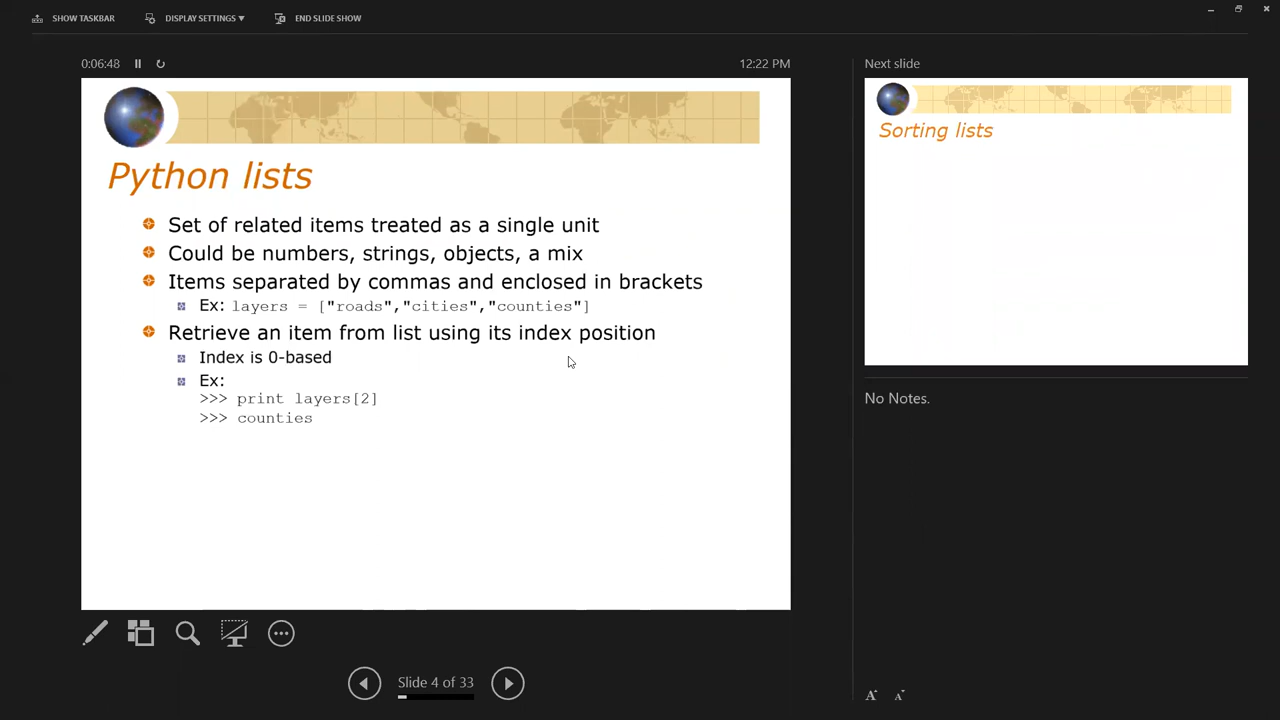 SHOW TASKBAR
DISPLAY SETTINGS ▼
END SLIDE SHOW
0:06:48
12:22 PM
Python lists
Set of related items treated as a single unit
Could be numbers, strings, objects, a mix
Items separated by commas and enclosed in brackets
Ex: layers = ["roads","cities","counties"]
Retrieve an item from list using its index position
Index is 0-based
Ex:
>>> print layers[2]
>>> counties
Slide 4 of 33
Next slide
Sorting lists
No Notes.
A A